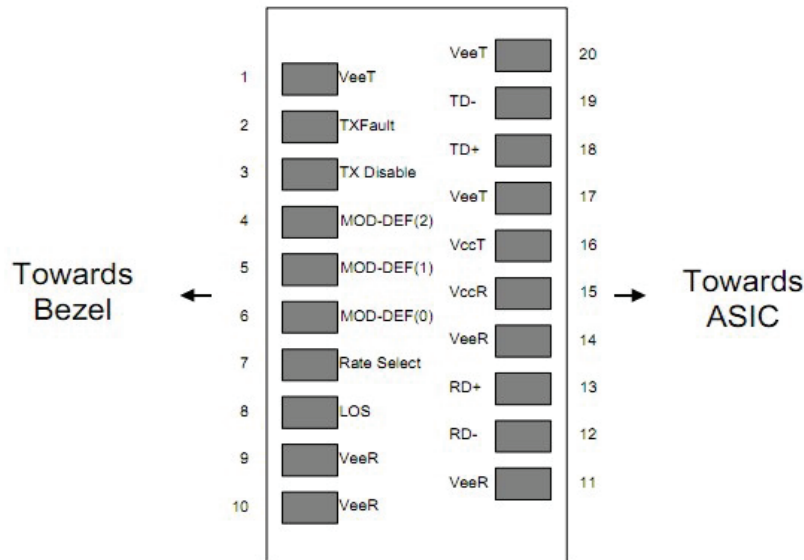 1 VeeT
2 TXFault
3 TX Disable
4 MOD-DEF(2)
5 MOD-DEF(1)
6 MOD-DEF(0)
7 Rate Select
8 LOS
9 VeeR
10 VeeR
VeeT 20
TD- 19
TD+ 18
VeeT 17
VccT 16
VccR 15
VeeR 14
RD+ 13
RD- 12
VeeR 11
Towards
Bezel
Towards
ASIC